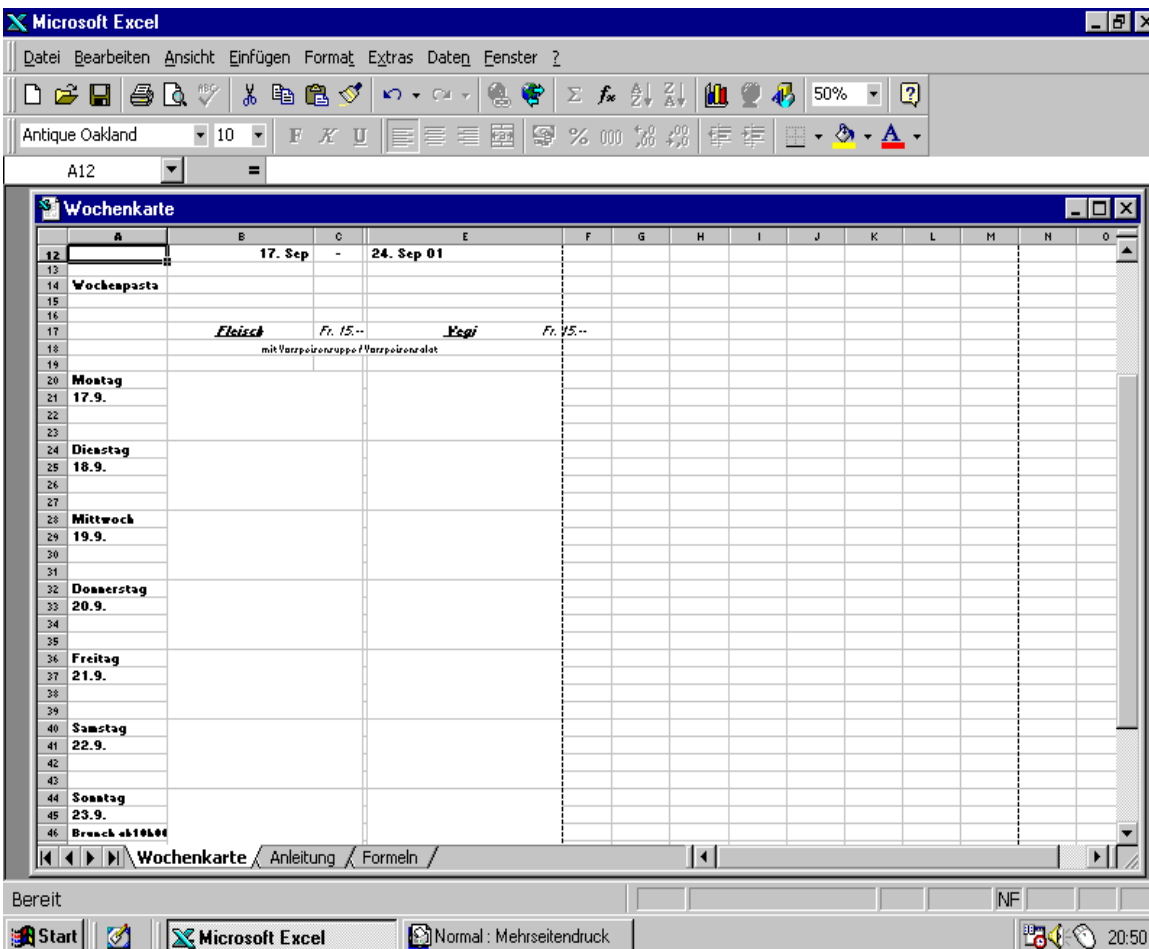 Microsoft Excel
Datei Bearbeiten Ansicht Einfügen Format Extras Daten Fenster ?
ABC 50% ?
Antique Oakland 10 F K U % 000
A12 =
Wochenkarte
A B C E F G H I J K L M N O
12 17. Sep - 24. Sep 01
13
14 Wochenpasta
15
16
17 Fleisch Fr. 15.-- Vegi Fr. 15.--
18 mit Vorspeisensuppe / Vorspeisensalat
19
20 Montag
21 17.9.
22
23
24 Dienstag
25 18.9.
26
27
28 Mittwoch
29 19.9.
30
31
32 Donnerstag
33 20.9.
34
35
36 Freitag
37 21.9.
38
39
40 Samstag
41 22.9.
42
43
44 Sonntag
45 23.9.
46 Brunch ab10h00
Wochenkarte Anleitung Formeln
Bereit NF
Start Microsoft Excel Normal : Mehrseitendruck 20:50